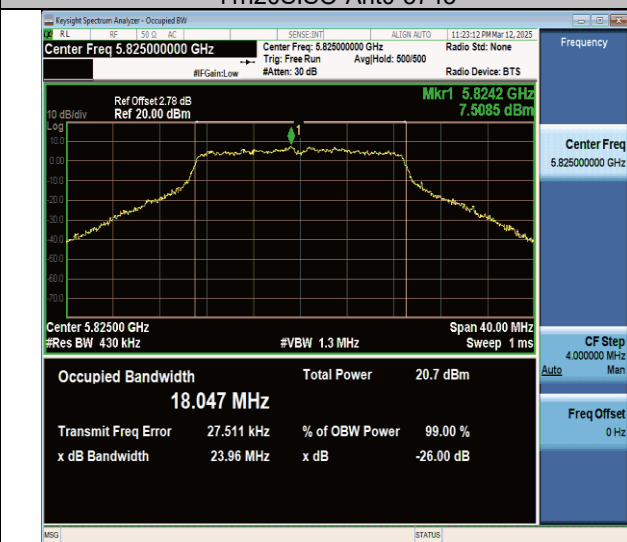 Keysight Spectrum Analyzer - Occupied BW
RL RF 50 Ω AC SENSE:INT ALIGN AUTO 11:23:12 PM Mar 12, 2025
Center Freq 5.825000000 GHz
Center Freq: 5.825000000 GHz
Radio Std: None
Trig: Free Run Avg|Hold: 500/500
#IFGain:Low #Atten: 30 dB Radio Device: BTS
Frequency
Mkr1 5.8242 GHz
7.5085 dBm
Ref Offset 2.78 dB
10 dB/div Ref 20.00 dBm
Log
10.0
0.00
-10.0
-20.0
-30.0
-40.0
-50.0
-60.0
-70.0
1
Center 5.82500 GHz Span 40.00 MHz
#Res BW 430 kHz #VBW 1.3 MHz Sweep 1 ms
Center Freq
5.825000000 GHz
CF Step
4.000000 MHz
Auto Man
Freq Offset
0 Hz
Occupied Bandwidth Total Power 20.7 dBm
18.047 MHz
Transmit Freq Error 27.511 kHz % of OBW Power 99.00 %
x dB Bandwidth 23.96 MHz x dB -26.00 dB
MSG STATUS